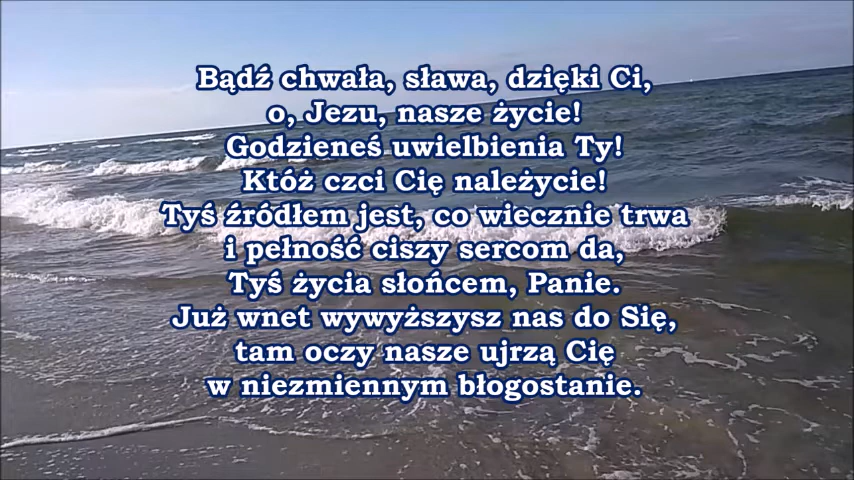 Bądź chwała, sława, dzięki Ci,
o, Jezu, nasze życie!
Godzieneś uwielbienia Ty!
Któż czci Cię należycie!
Tyś źródłem jest, co wiecznie trwa
i pełność ciszy sercom da,
Tyś życia słońcem, Panie.
Już wnet wywyższysz nas do Się,
tam oczy nasze ujrzą Cię
w niezmiennym błogostanie.